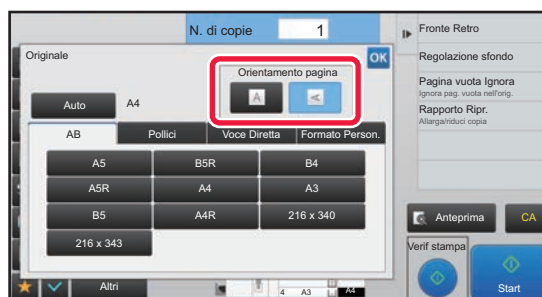 N. di copie 1
Originale
OK
Orientamento pagina
A A
Auto A4
AB Pollici Voce Diretta Formato Person.
A5 B5R B4
A5R A4 A3
B5 A4R 216 x 340
216 x 343
Altri
4 A3 A4
Fronte Retro
Regolazione sfondo
Pagina vuota Ignora
Ignora pag. vuota nell'orig.
Rapporto Ripr.
Allarga/riduci copia
Anteprima CA
Verif stampa
Start